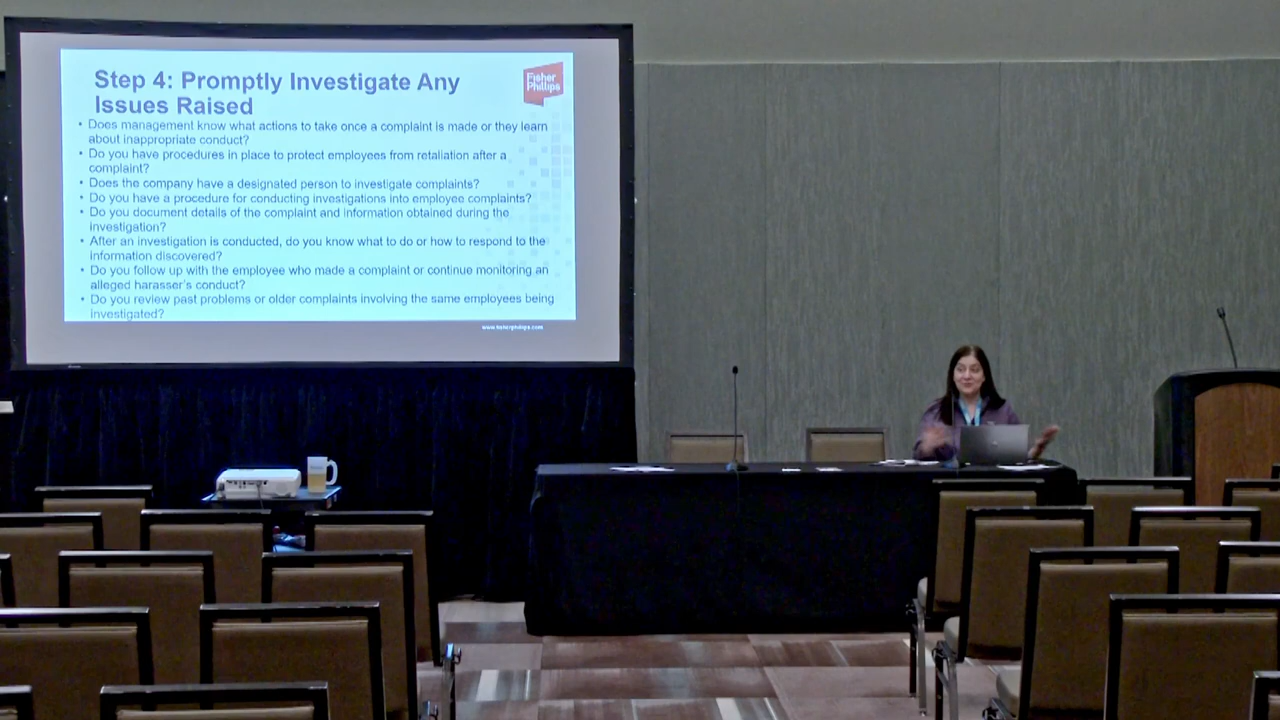 Step 4: Promptly Investigate Any
Issues Raised
Fisher
Phillips
• Does management know what actions to take once a complaint is made or they learn
about inappropriate conduct?
• Do you have procedures in place to protect employees from retaliation after a
complaint?
• Does the company have a designated person to investigate complaints?
• Do you have a procedure for conducting investigations into employee complaints?
• Do you document details of the complaint and information obtained during the
investigation?
• After an investigation is conducted, do you know what to do or how to respond to the
information discovered?
• Do you follow up with the employee who made a complaint or continue monitoring an
alleged harasser's conduct?
• Do you review past problems or older complaints involving the same employees being
investigated?
www.fisherphillips.com